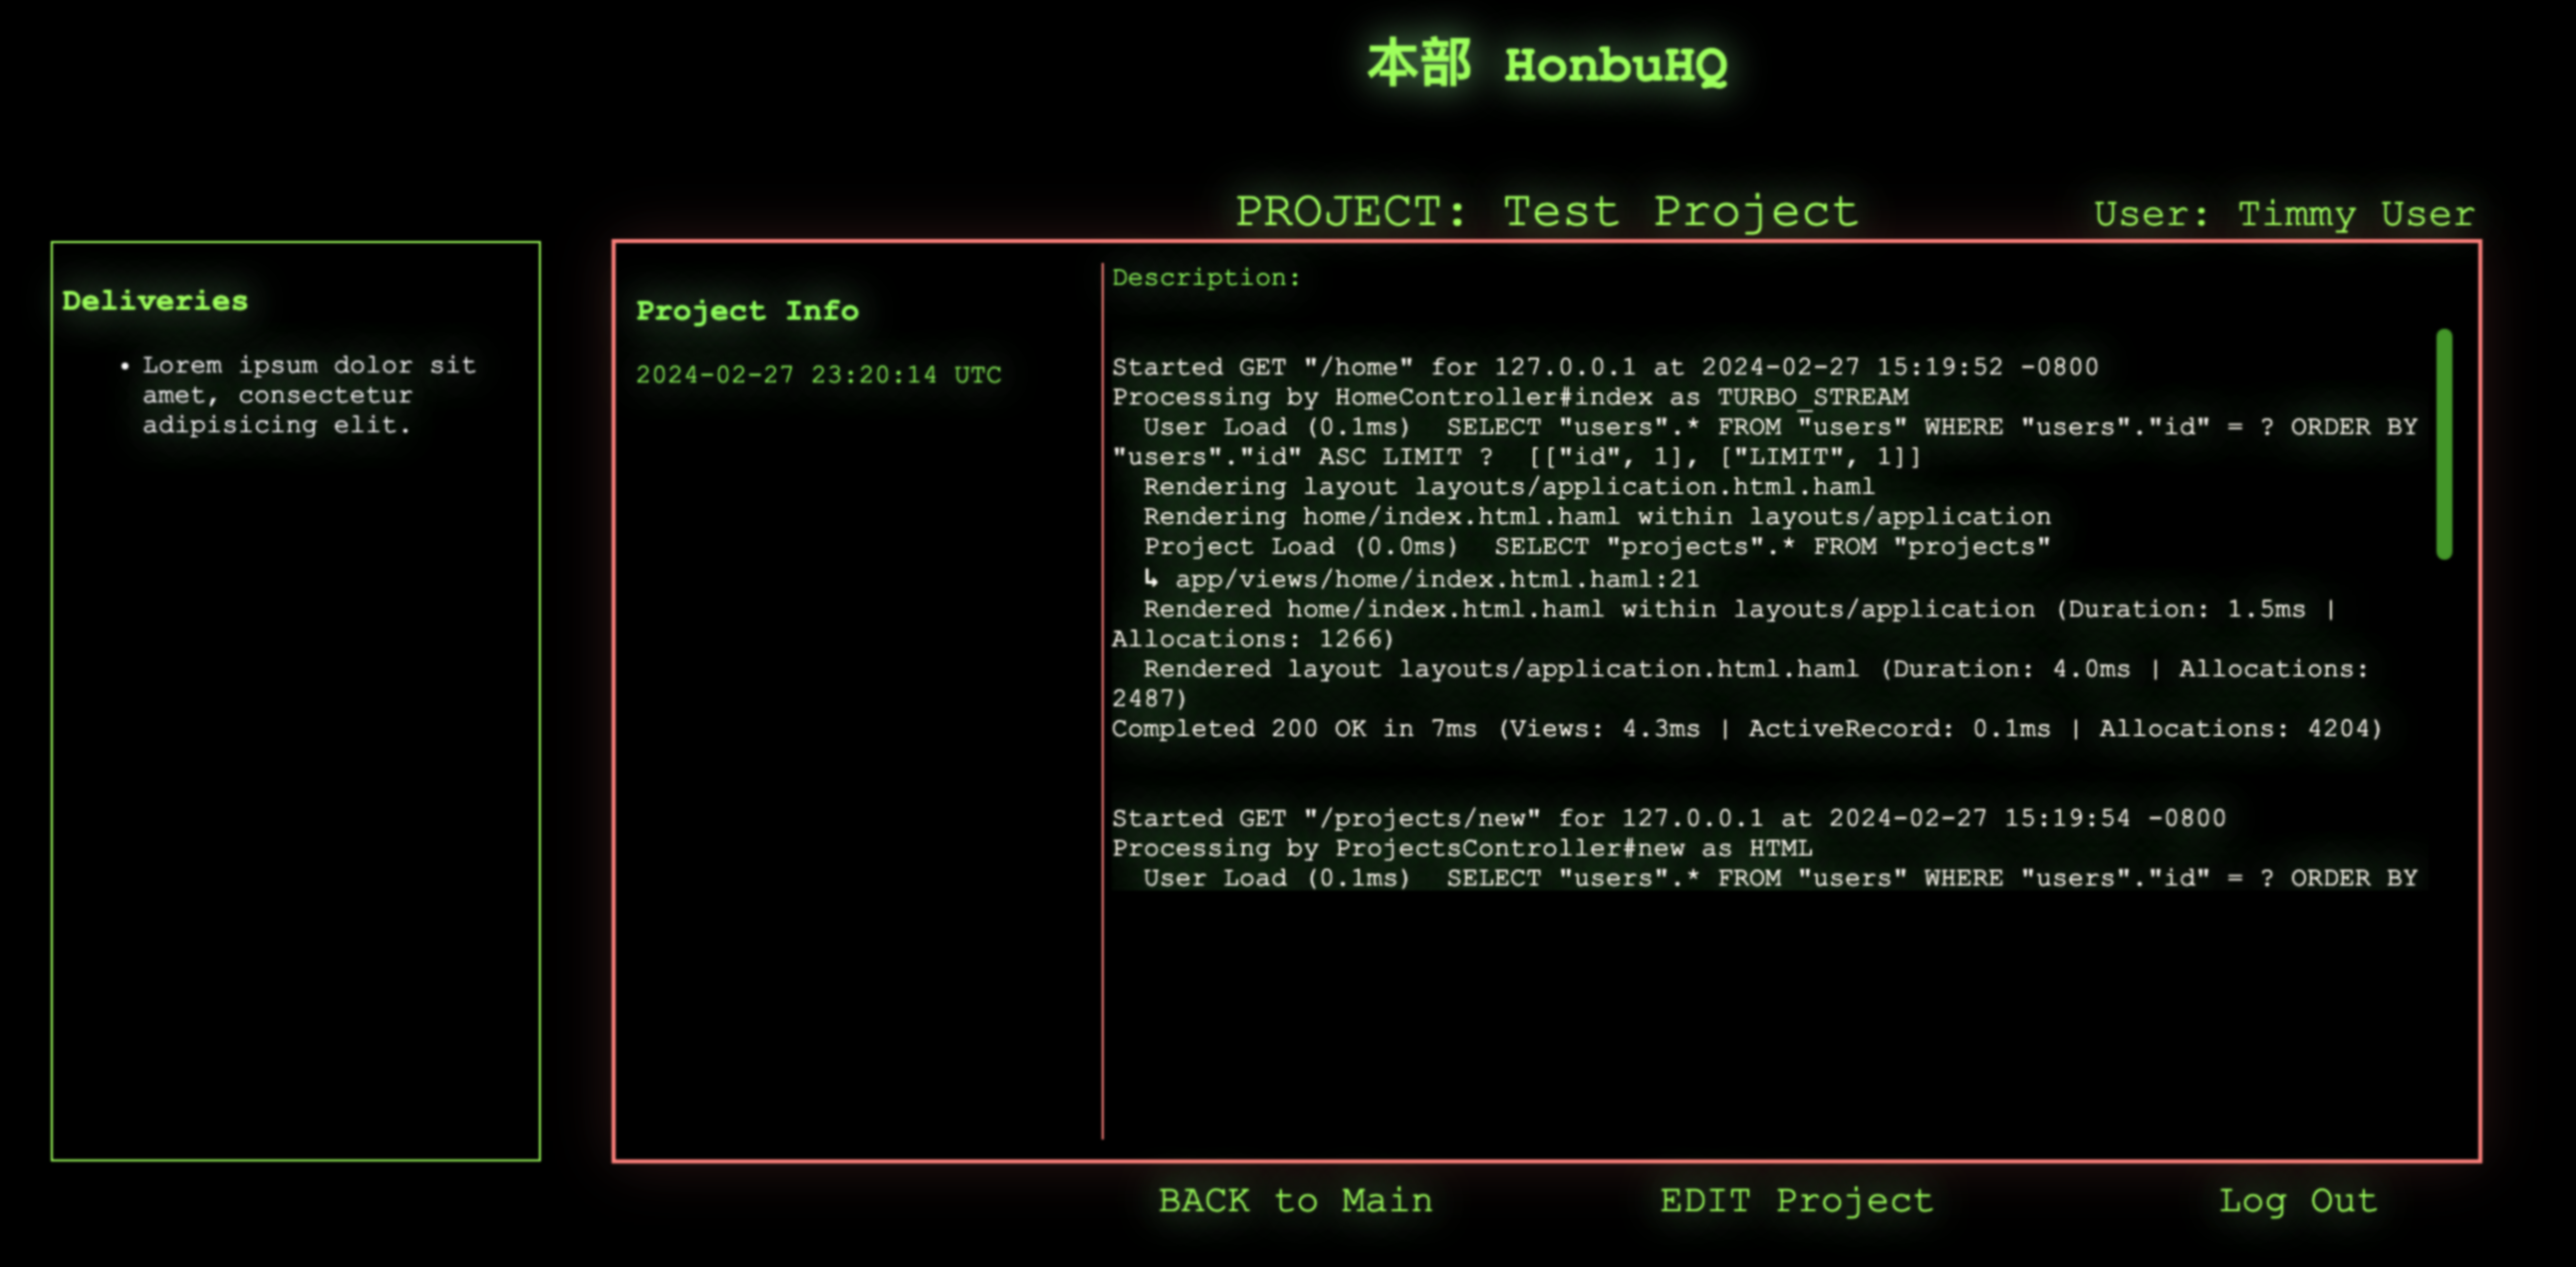 本部 HonbuHQ
PROJECT: Test Project
User: Timmy User
Deliveries
• Lorem ipsum dolor sit
amet, consectetur
adipisicing elit.
Project Info
2024-02-27 23:20:14 UTC
Description:
Started GET "/home" for 127.0.0.1 at 2024-02-27 15:19:52 -0800
Processing by HomeController#index as TURBO_STREAM
  User Load (0.1ms)  SELECT "users".* FROM "users" WHERE "users"."id" = ? ORDER BY
"users"."id" ASC LIMIT ?  [["id", 1], ["LIMIT", 1]]
  Rendering layout layouts/application.html.haml
  Rendering home/index.html.haml within layouts/application
  Project Load (0.0ms)  SELECT "projects".* FROM "projects"
  ↳ app/views/home/index.html.haml:21
  Rendered home/index.html.haml within layouts/application (Duration: 1.5ms |
Allocations: 1266)
  Rendered layout layouts/application.html.haml (Duration: 4.0ms | Allocations:
2487)
Completed 200 OK in 7ms (Views: 4.3ms | ActiveRecord: 0.1ms | Allocations: 4204)
Started GET "/projects/new" for 127.0.0.1 at 2024-02-27 15:19:54 -0800
Processing by ProjectsController#new as HTML
  User Load (0.1ms)  SELECT "users".* FROM "users" WHERE "users"."id" = ? ORDER BY
BACK to Main
EDIT Project
Log Out